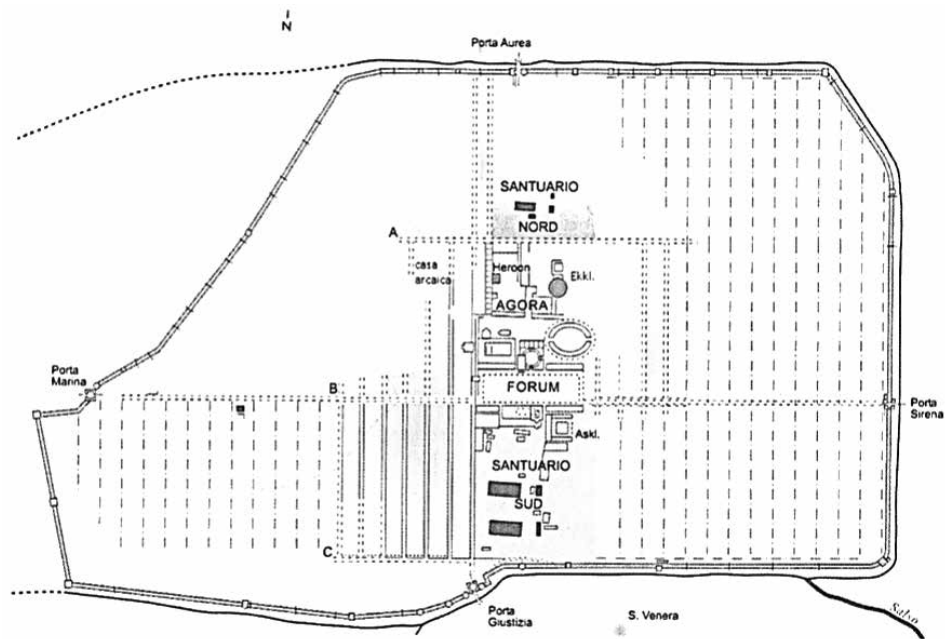 N
Porta Aurea
SANTUARIO
NORD
A
casa
arcaica
Heroon
Ekkl.
AGORA
Porta
Marina
B
FORUM
Porta
Sirena
Askl.
SANTUARIO
SUD
C
Porta
Giustizia
S. Venera
Salso